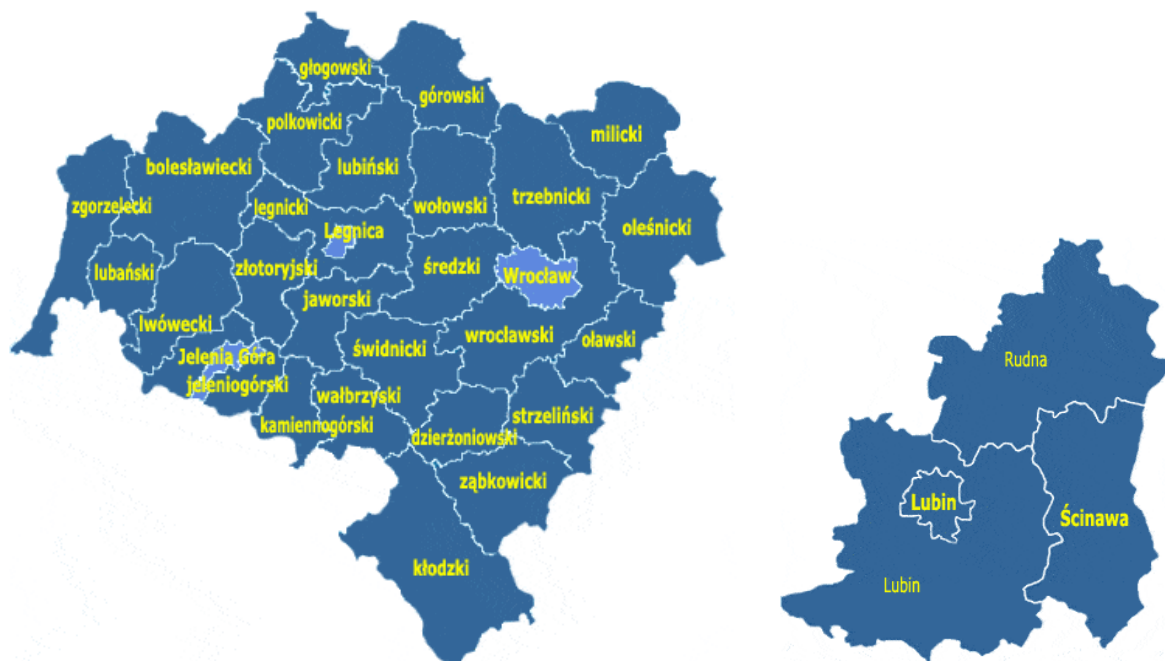 głogowski
górowski
polkowicki
milicki
lubiński
bolesławiecki
trzebnicki
zgorzelecki
legnicki
wołowski
oleśnicki
Legnica
lubański
złotoryjski
średzki
Wrocław
jaworski
lwówecki
wrocławski
oławski
świdnicki
Jelenia Góra
jeleniogórski
wałbrzyski
strzeliński
kamiennogórski
dzierżoniowski
ząbkowicki
kłodzki
Rudna
Lubin
Ścinawa
Lubin